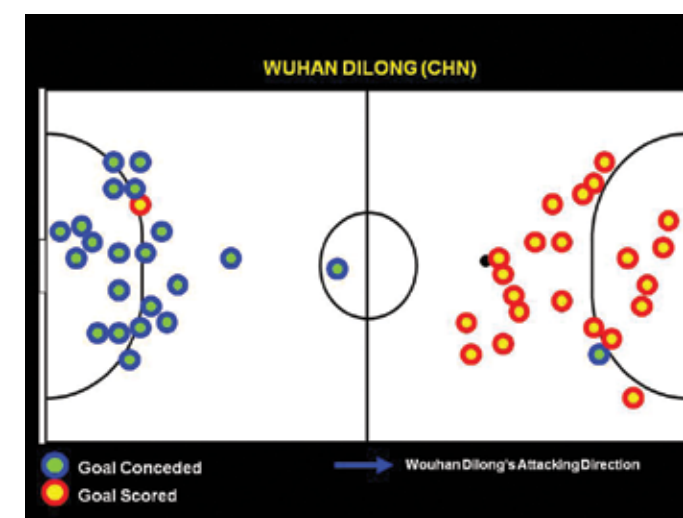 WUHAN DILONG (CHN)
Goal Conceded
Wouhan Dilong's Attacking Direction
Goal Scored